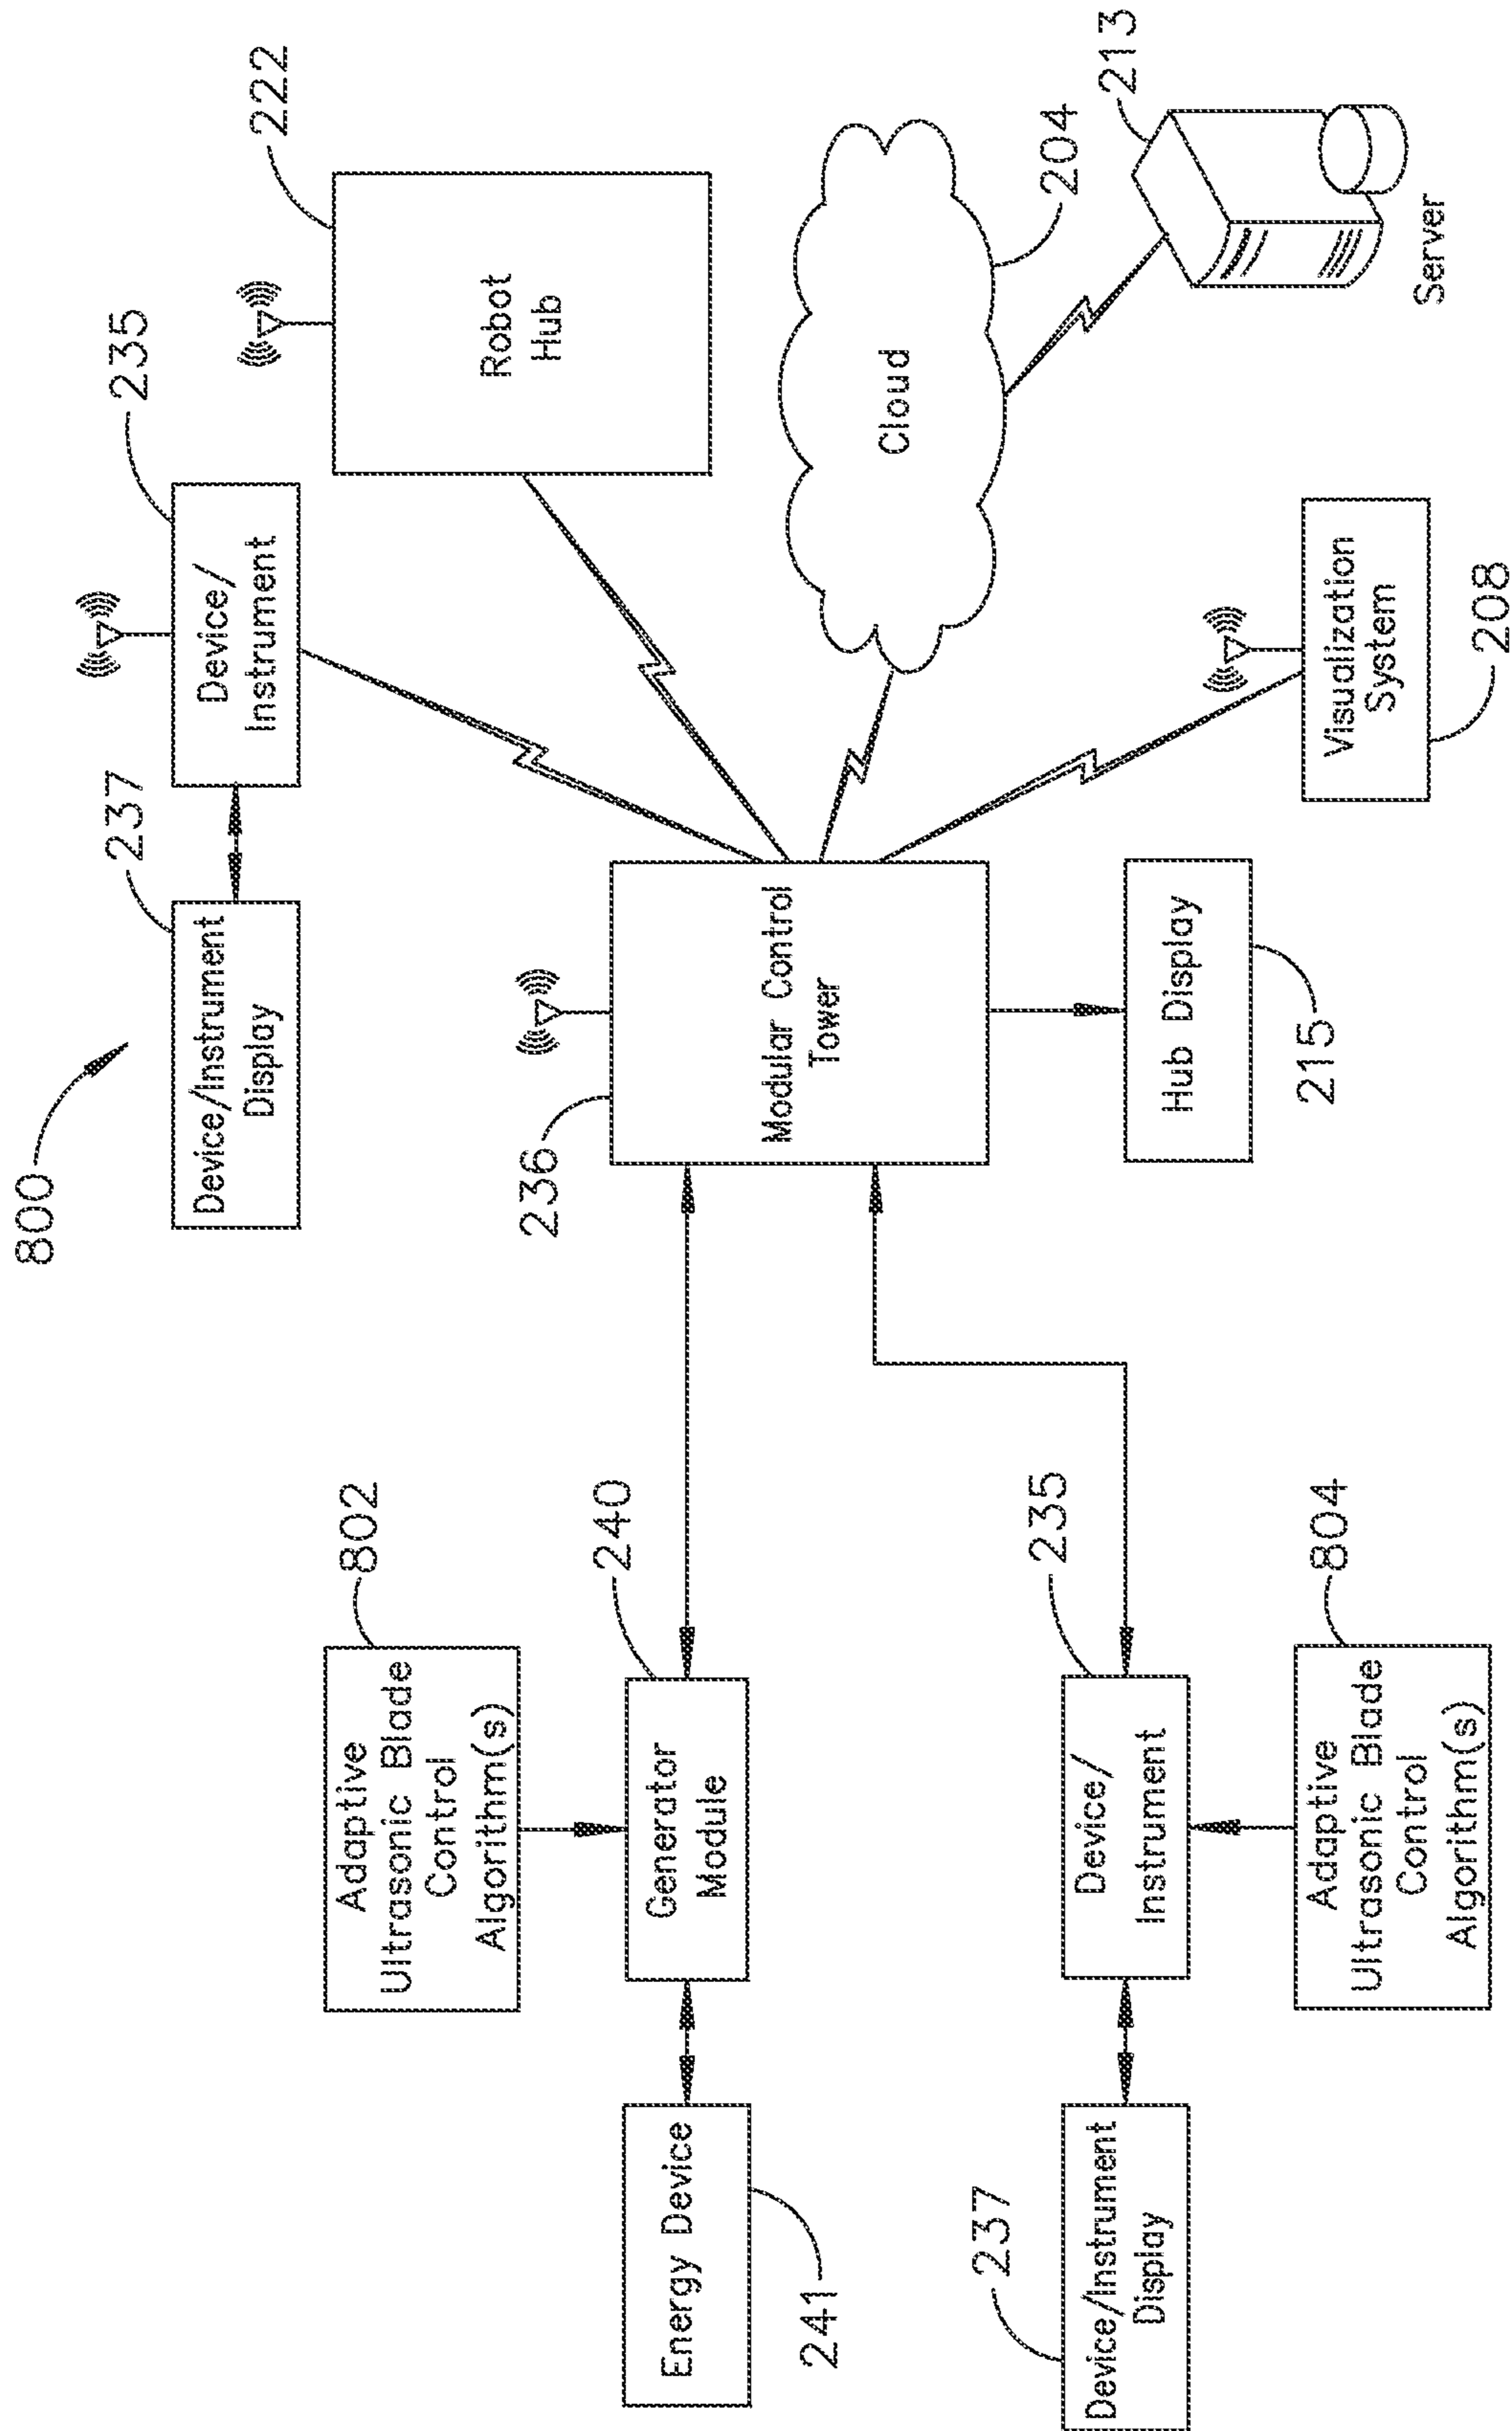 800
237
Device/Instrument
Display
235
Device/
Instrument
222
Robot
Hub
802
Adaptive
Ultrasonic Blade
Control
Algorithm(s)
240
Generator
Module
Energy Device
241
236
Modular Control
Tower
Cloud
204
213
Server
235
Device/
Instrument
237
Device/Instrument
Display
804
Adaptive
Ultrasonic Blade
Control
Algorithm(s)
Hub Display
215
Visualization
System
208